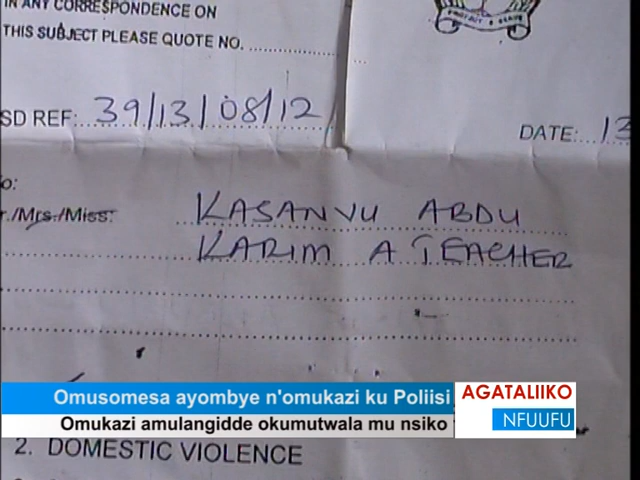 IN ANY CORRESPONDENCE ON
THIS SUBJECT PLEASE QUOTE NO.
SD REF: 39/13/08/12
DATE: 13
o:
r./Mrs./Miss: KASANVU ABDU
KARIM A TEACHER
Omusomesa ayombye n'omukazi ku Poliisi
Omukazi amulangidde okumutwala mu nsiko
AGATALIIKO
NFUUFU
2. DOMESTIC VIOLENCE